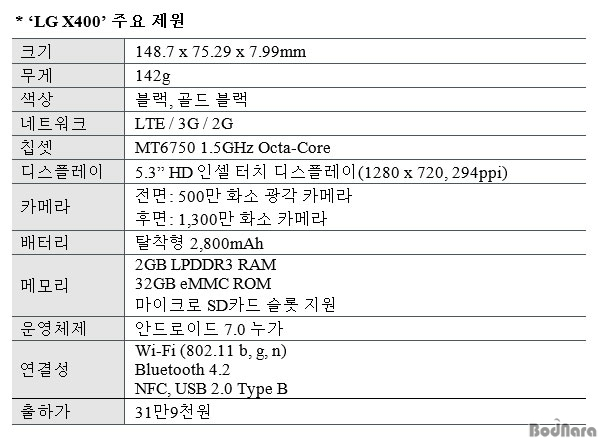 * ‘LG X400’ 주요 제원
크기 148.7 x 75.29 x 7.99mm
무게 142g
색상 블랙, 골드 블랙
네트워크 LTE / 3G / 2G
칩셋 MT6750 1.5GHz Octa-Core
디스플레이 5.3” HD 인셀 터치 디스플레이(1280 x 720, 294ppi)
카메라 전면: 500만 화소 광각 카메라
후면: 1,300만 화소 카메라
배터리 탈착형 2,800mAh
메모리 2GB LPDDR3 RAM
32GB eMMC ROM
마이크로 SD카드 슬롯 지원
운영체제 안드로이드 7.0 누가
연결성 Wi-Fi (802.11 b, g, n)
Bluetooth 4.2
NFC, USB 2.0 Type B
출하가 31만9천원
BodNara